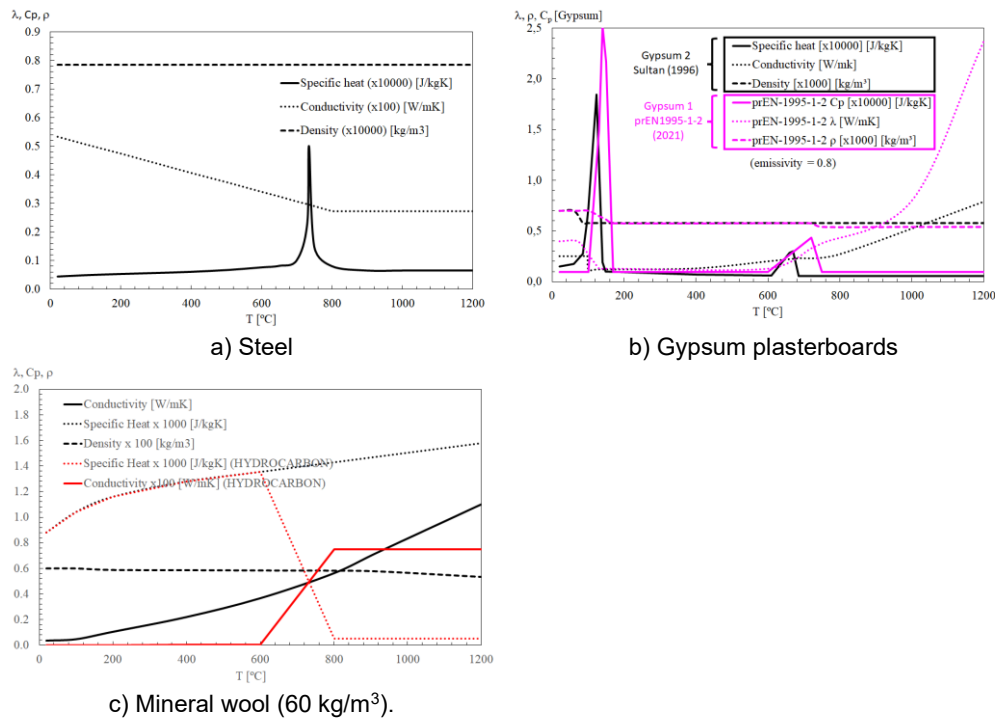 λ, Cp, ρ
0.9
0.8
0.7
0.6
0.5
0.4
0.3
0.2
0.1
0.0
Specific heat (x10000) [J/kgK]
Conductivity (x100) [W/mK]
Density (x10000) [kg/m3]
0 200 400 600 800 1000 1200
T [ºC]
a) Steel
λ, ρ, Cp [Gypsum]
2,5
2,0
1,5
1,0
0,5
0,0
Gypsum 2
Sultan (1996)
Specific heat [x10000] [J/kgK]
Conductivity [W/mk]
Density [x1000] [kg/m³]
Gypsum 1
prEN1995-1-2
(2021)
prEN-1995-1-2 Cp [x10000] [J/kgK]
prEN-1995-1-2 λ [W/mK]
prEN-1995-1-2 ρ [x1000] [kg/m³]
(emissivity = 0.8)
0 200 400 600 800 1000 1200
T [ºC]
b) Gypsum plasterboards
λ, Cp, ρ
2.0
1.8
1.6
1.4
1.2
1.0
0.8
0.6
0.4
0.2
0.0
Conductivity [W/mK]
Specific Heat x 1000 [J/kgK]
Density x 100 [kg/m3]
Specific Heat x 1000 [J/kgK] (HYDROCARBON)
Conductivity x100 [W/mK] (HYDROCARBON)
0 200 400 600 800 1000 1200
T [ºC]
c) Mineral wool (60 kg/m³).